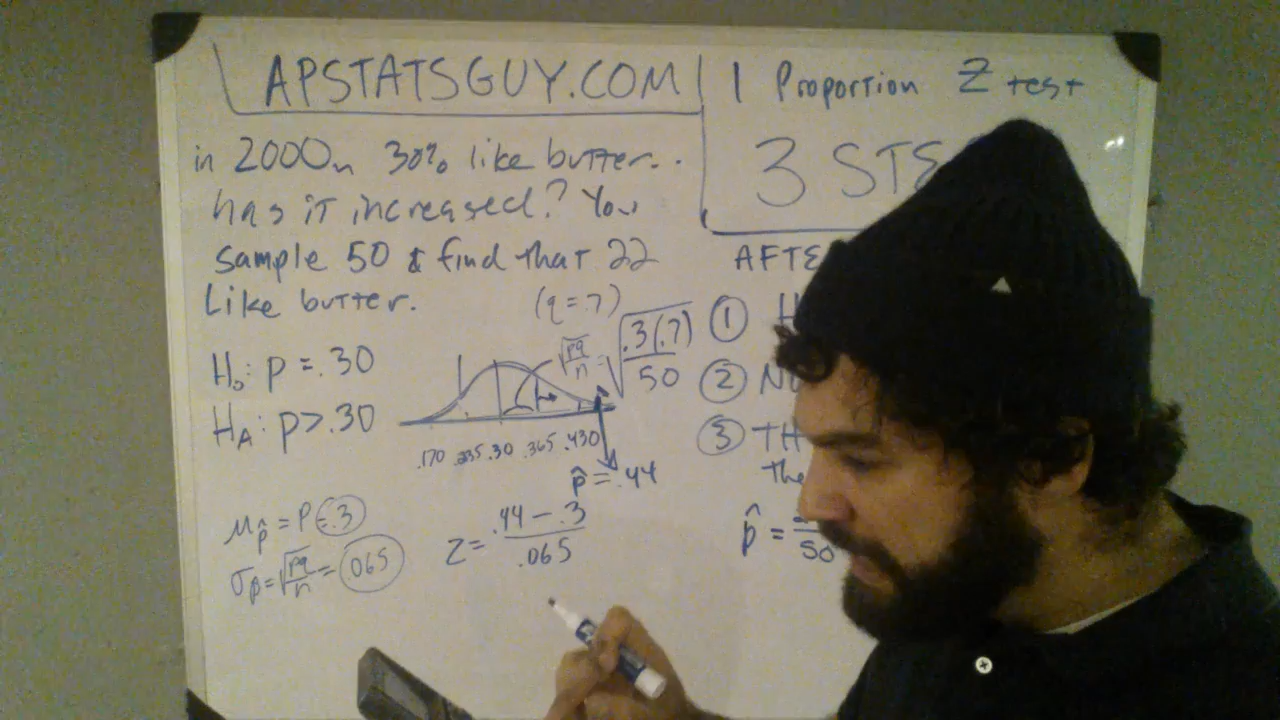 APSTATSGUY.COM
1 Proportion Z test
3 STE
in 2000, 30% like butter.
has it increased? You
sample 50 & find that 22
Like butter.
(q=.7)
H₀: p = .30
Hₐ: p > .30
√pq/n = √.3(.7)/50
.170 .235 .30 .365 .430
p̂ = .44
μp̂ = P = .3
σp̂ = √pq/n = .065
Z = .44 - .3 / .065
AFTE
① H
② N
③ TH
the
p̂ = /50